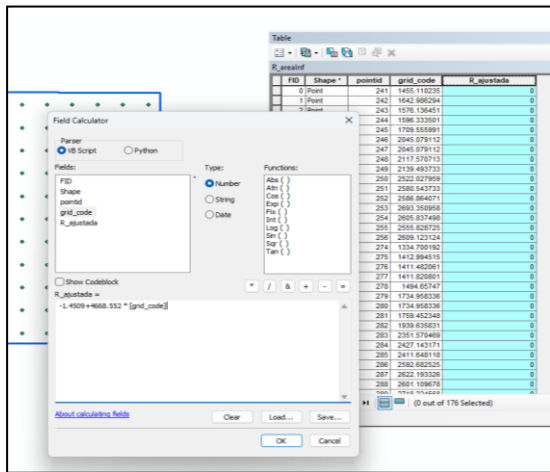 Table
R_areaInf
FID Shape * pointid grid_code R_ajustada
0 Point 241 1455.110235 0
1 Point 242 1642.986294 0
2 Point 243 1576.136451 0
244 1596.333501 0
245 1709.555991 0
246 2045.079112 0
247 2045.079112 0
248 2117.570713 0
249 2139.493733 0
250 2522.027959 0
251 2580.543733 0
252 2586.864071 0
253 2693.350958 0
254 2605.837498 0
255 2555.828725 0
256 2609.123124 0
274 1334.700192 0
275 1412.994515 0
276 1411.482061 0
277 1411.820801 0
278 1494.65747 0
279 1734.958336 0
280 1734.958336 0
281 1759.452348 0
282 1939.635831 0
283 2351.570469 0
284 2427.143171 0
285 2411.648118 0
286 2592.682525 0
287 2622.193326 0
288 2601.109678 0
(0 out of 176 Selected)
Field Calculator
Parser
VB Script Python
Fields:
FID
Shape
pointid
grid_code
R_ajustada
Type:
Number
String
Date
Functions:
Abs ( )
Atn ( )
Cos ( )
Exp ( )
Fix ( )
Int ( )
Log ( )
Sin ( )
Sqr ( )
Tan ( )
Show Codeblock
* / & + - =
R_ajustada =
-1.4509+4668.552 * [grid_code]
About calculating fields
Clear Load... Save...
OK Cancel